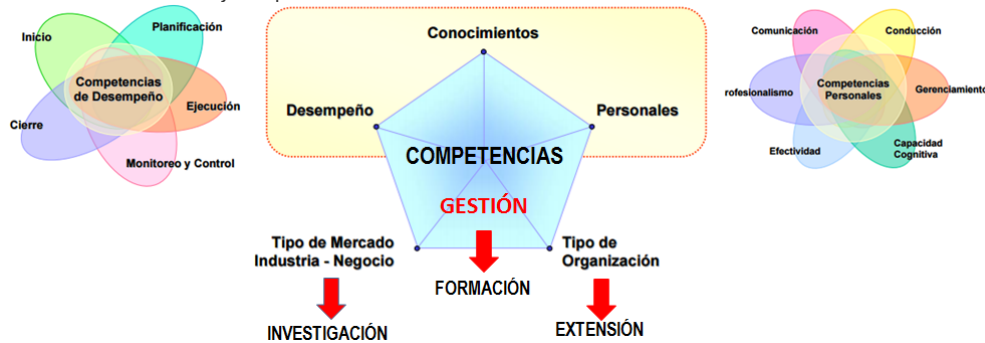 Inicio
Planificación
Competencias
de Desempeño
Ejecución
Cierre
Monitoreo y Control
Conocimientos
Desempeño
Personales
COMPETENCIAS
GESTIÓN
Tipo de Mercado
Industria - Negocio
Tipo de
Organización
FORMACIÓN
INVESTIGACIÓN
EXTENSIÓN
Comunicación
Conducción
rofesionalismo
Competencias
Personales
Gerenciamiento
Efectividad
Capacidad
Cognitiva